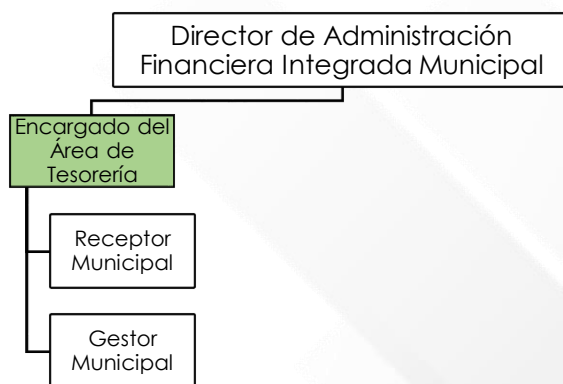 Director de Administración
Financiera Integrada Municipal
Encargado del
Área de
Tesorería
Receptor
Municipal
Gestor
Municipal